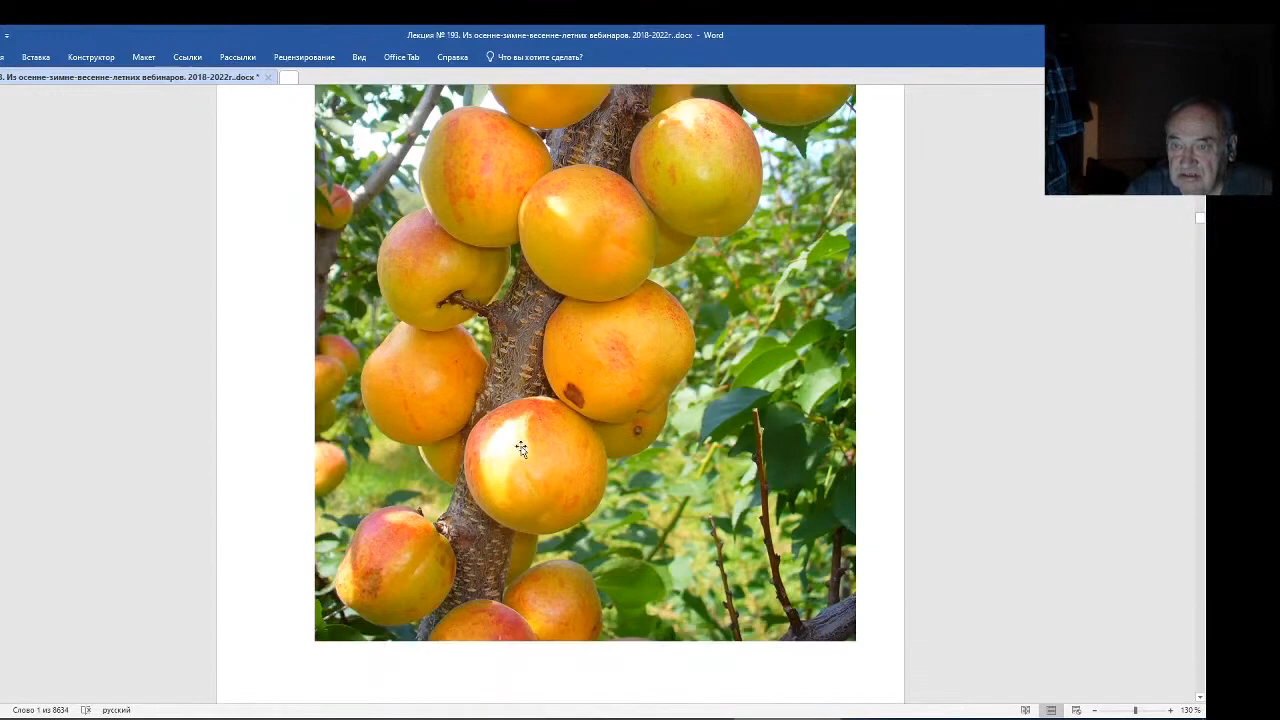 Лекция № 193. Из осенне-зимне-весенне-летних вебинаров. 2018-2022г..docx - Word
Вставка Конструктор Макет Ссылки Рассылки Рецензирование Вид Office Tab Справка Что вы хотите сделать?
3. Из осенне-зимне-весенне-летних вебинаров. 2018-2022г..docx *
Слово 1 из 8634 русский 130 %